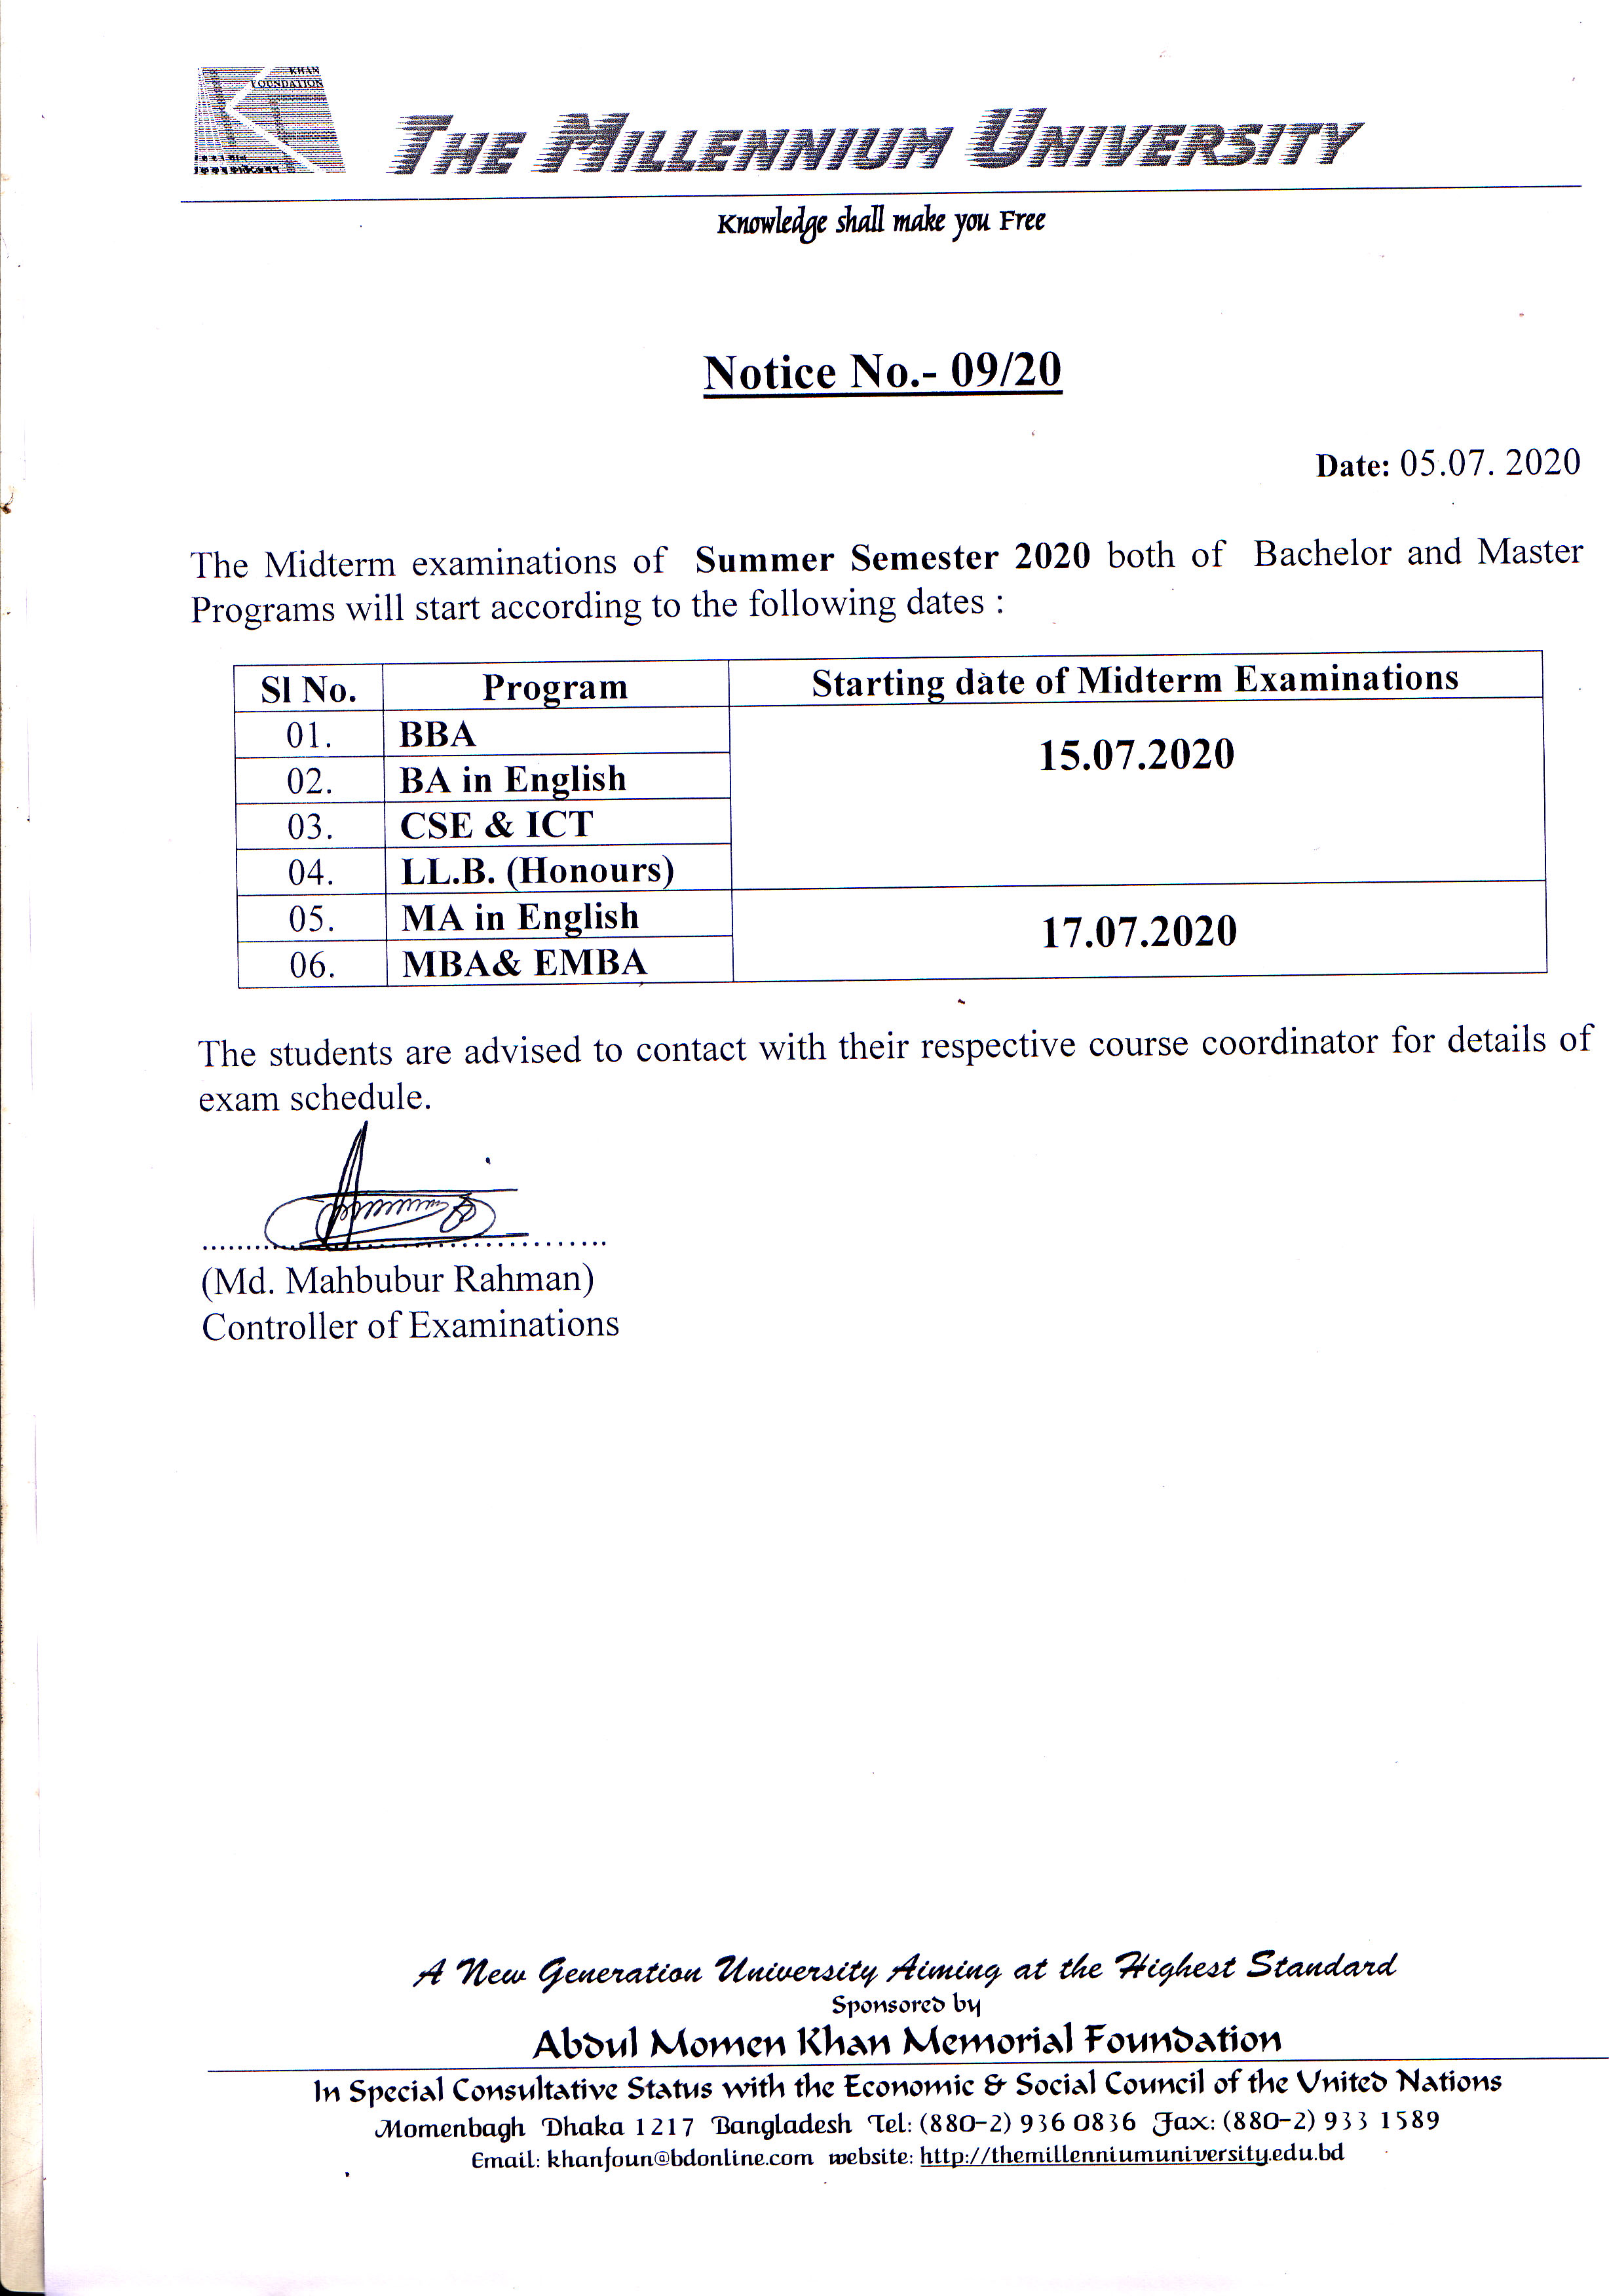 KHAN
FOUNDATION
THE MILLENNIUM UNIVERSITY
Knowledge shall make you Free
Notice No.- 09/20
Date: 05.07. 2020
The Midterm examinations of Summer Semester 2020 both of Bachelor and Master
Programs will start according to the following dates :
Sl No. Program Starting date of Midterm Examinations
01. BBA
15.07.2020
02. BA in English
03. CSE & ICT
04. LL.B. (Honours)
05. MA in English
17.07.2020
06. MBA& EMBA
The students are advised to contact with their respective course coordinator for details of
exam schedule.
(Md. Mahbubur Rahman)
Controller of Examinations
A New Generation University Aiming at the Highest Standard
Sponsored by
Abdul Momen Khan Memorial Foundation
In Special Consultative Status with the Economic & Social Council of the United Nations
Momenbagh Dhaka 1217 Bangladesh Tel: (880-2) 936 0836 Fax: (880-2) 933 1589
Email: khanfoun@bdonline.com website: http://themillenniumuniversity.edu.bd